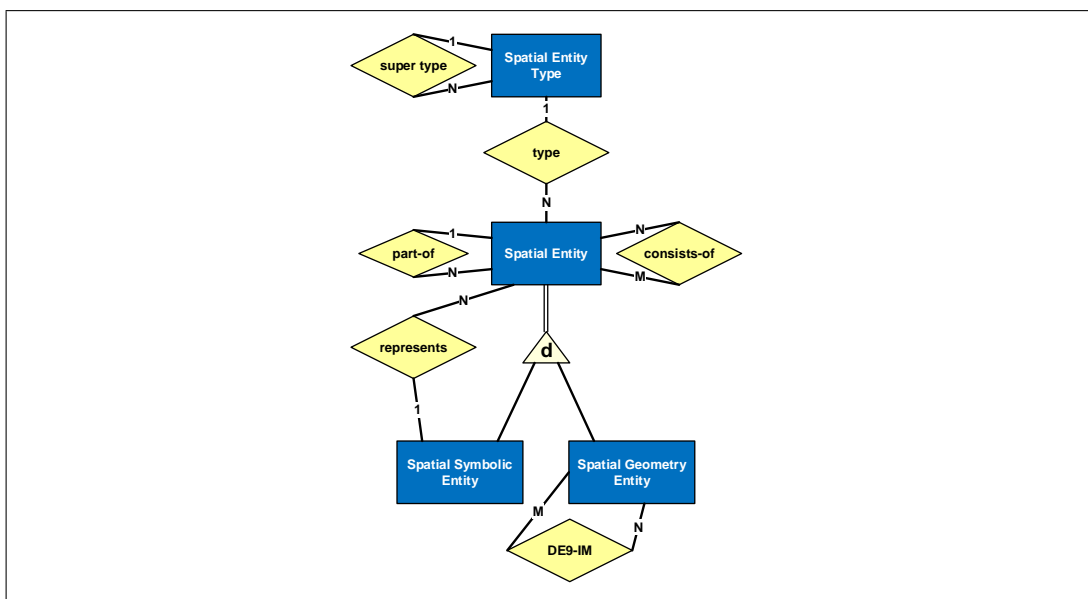 1
super type
N
Spatial Entity
Type
1
type
N
1
part-of
N
Spatial Entity
N
consists-of
M
N
represents
1
d
Spatial Symbolic
Entity
Spatial Geometry
Entity
M
N
DE9-IM